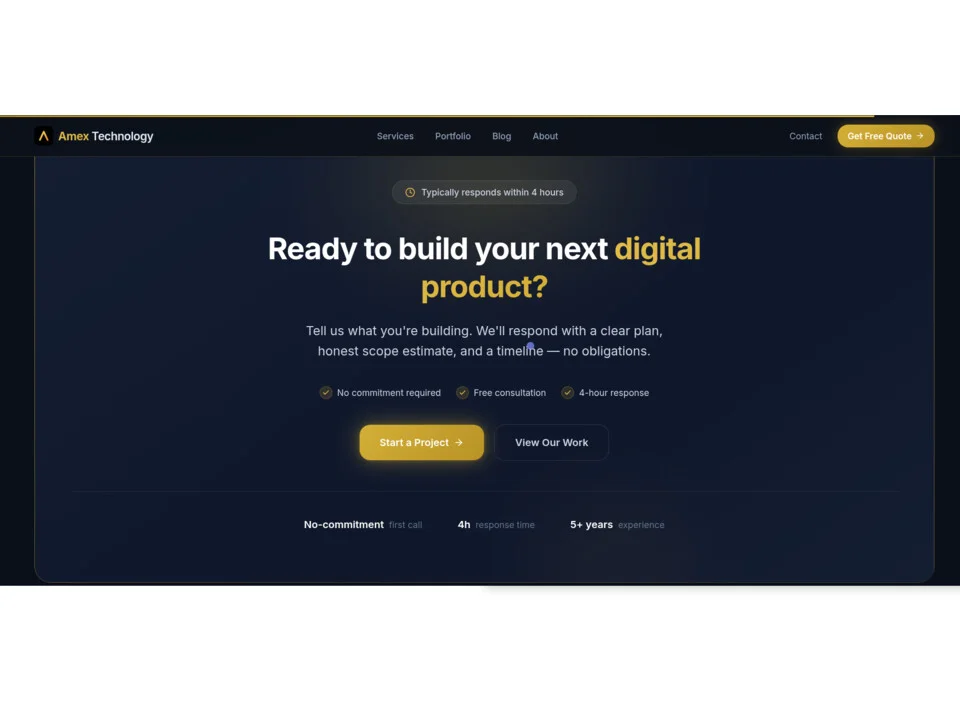 Amex Technology
Services Portfolio Blog About
Contact Get Free Quote →
Typically responds within 4 hours
Ready to build your next digital
product?
Tell us what you're building. We'll respond with a clear plan,
honest scope estimate, and a timeline — no obligations.
No commitment required Free consultation 4-hour response
Start a Project → View Our Work
No-commitment first call 4h response time 5+ years experience